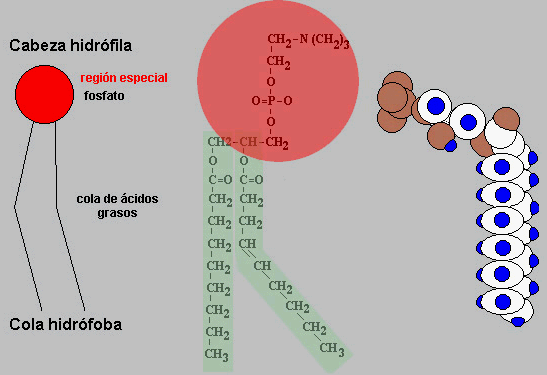 Cabeza hidrófila
región especial
fosfato
cola de ácidos
grasos
Cola hidrófoba
CH2-N(CH2)3
CH2
O
O=P-O
O
CH2-CH-CH2
O O
C=O C=O
CH2 CH2
CH2 CH2
CH2 CH
CH2 CH
CH2 CH2
CH2 CH2
CH2 CH2
CH3 CH3